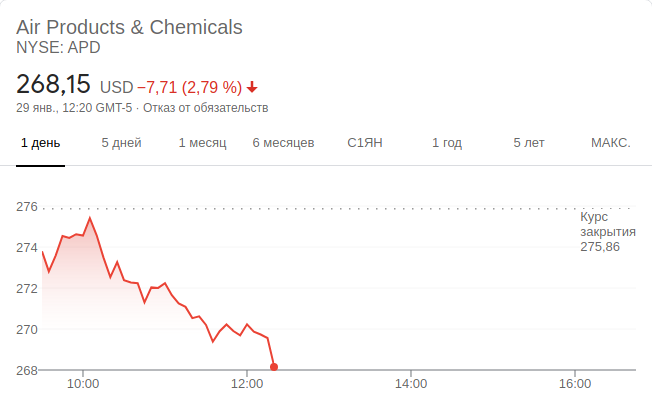 Air Products & Chemicals
NYSE: APD
268,15 USD −7,71 (2,79 %)
29 янв., 12:20 GMT-5 · Отказ от обязательств
1 день 5 дней 1 месяц 6 месяцев С1ЯН 1 год 5 лет МАКС.
276
Курс
закрытия
275,86
274
272
270
268
10:00 12:00 14:00 16:00